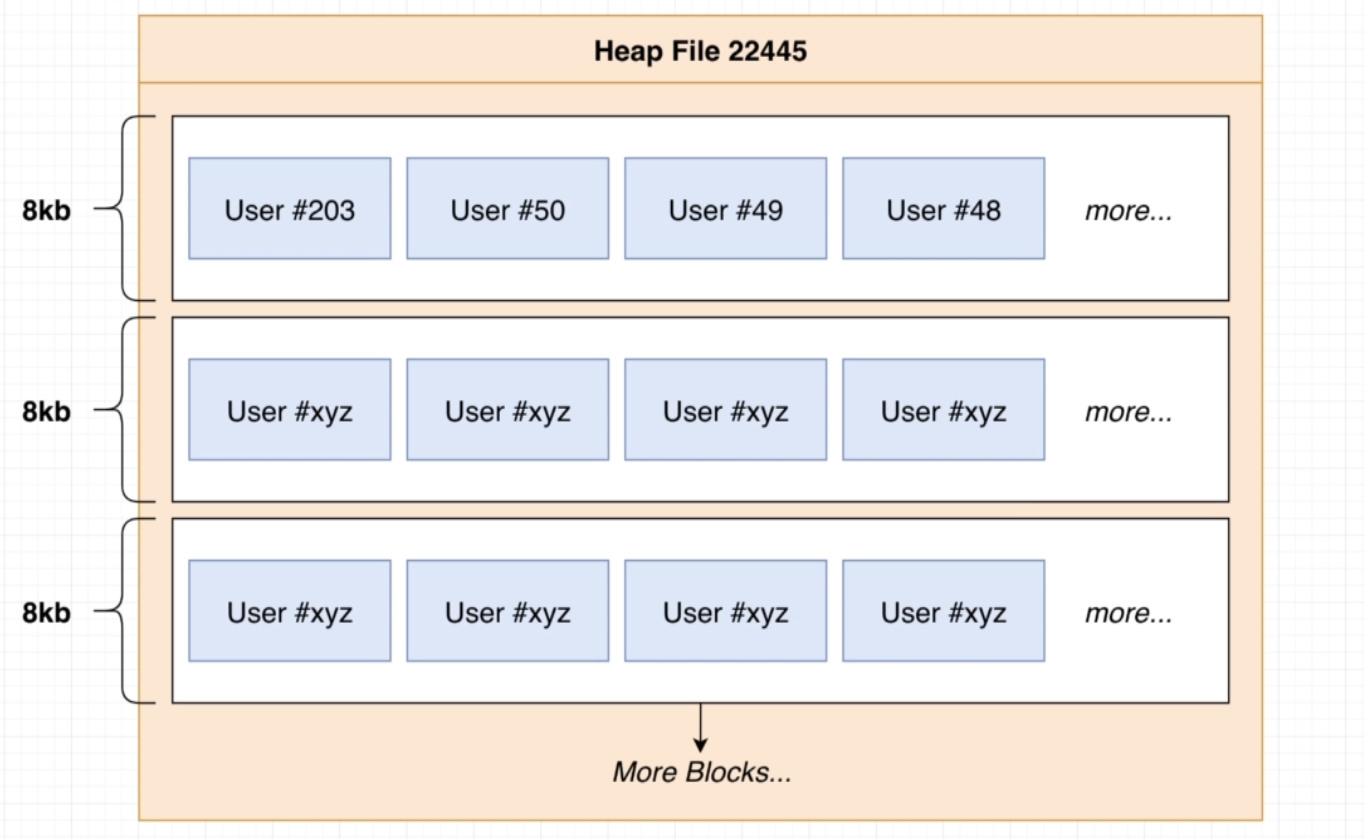 Heap File 22445
8kb
User #203 User #50 User #49 User #48 more...
8kb
User #xyz User #xyz User #xyz User #xyz more...
8kb
User #xyz User #xyz User #xyz User #xyz more...
More Blocks...